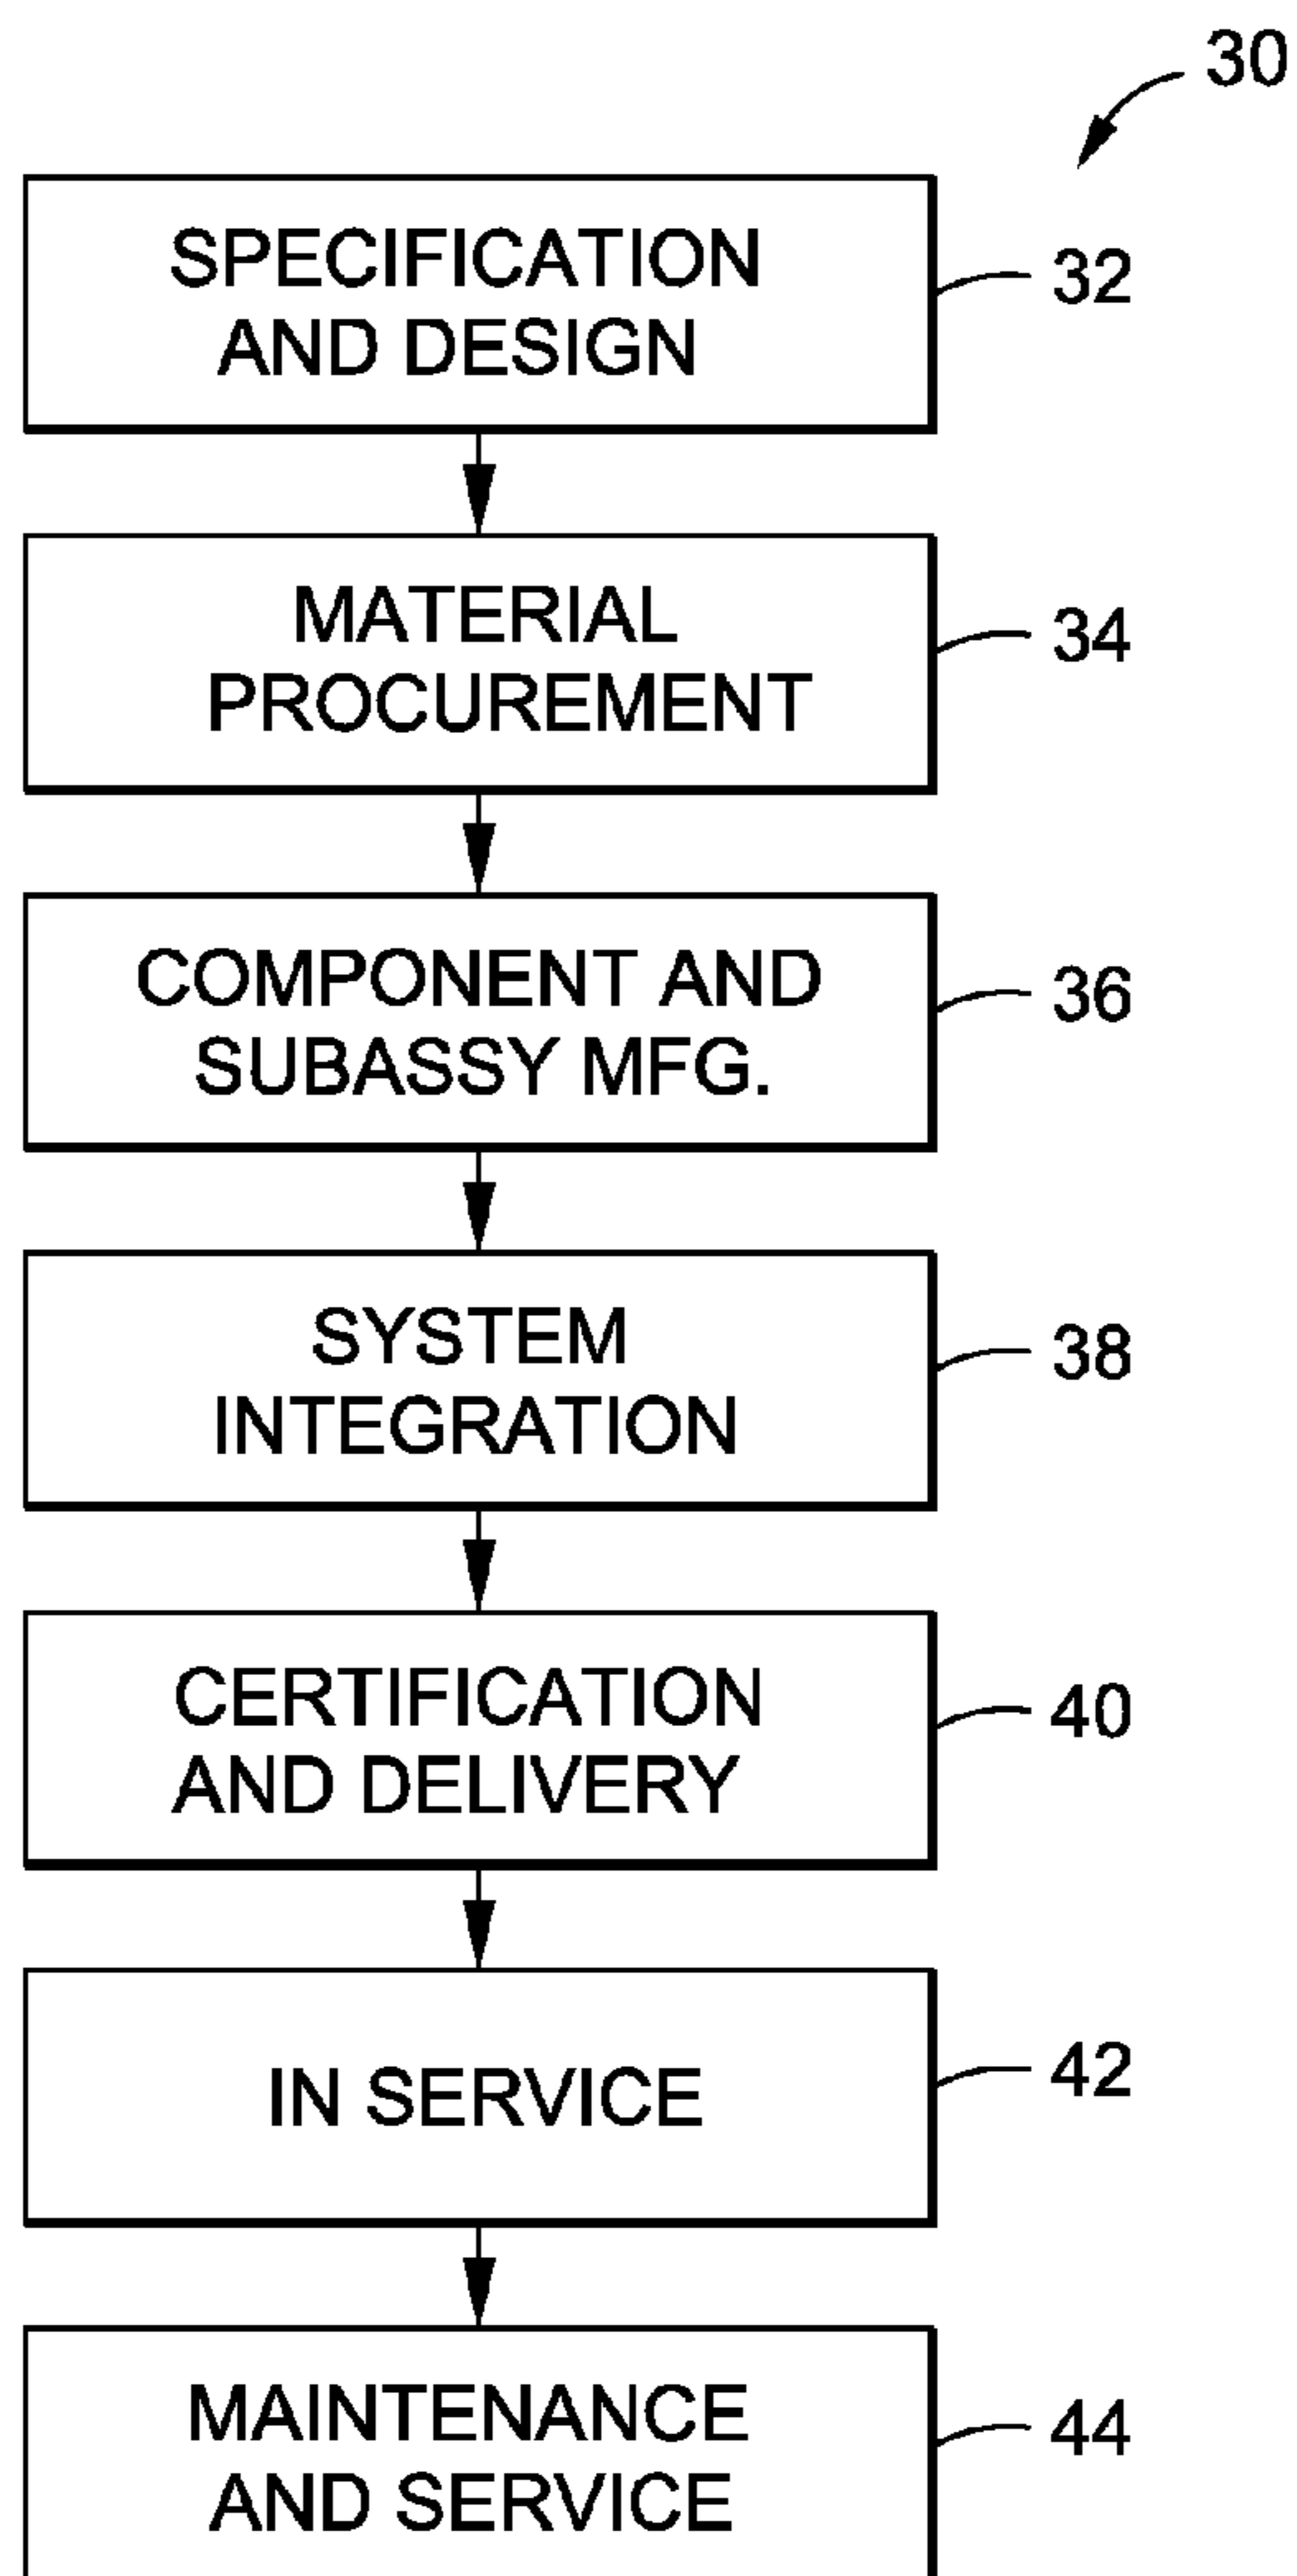 30
SPECIFICATION
AND DESIGN
32
MATERIAL
PROCUREMENT
34
COMPONENT AND
SUBASSY MFG.
36
SYSTEM
INTEGRATION
38
CERTIFICATION
AND DELIVERY
40
IN SERVICE
42
MAINTENANCE
AND SERVICE
44